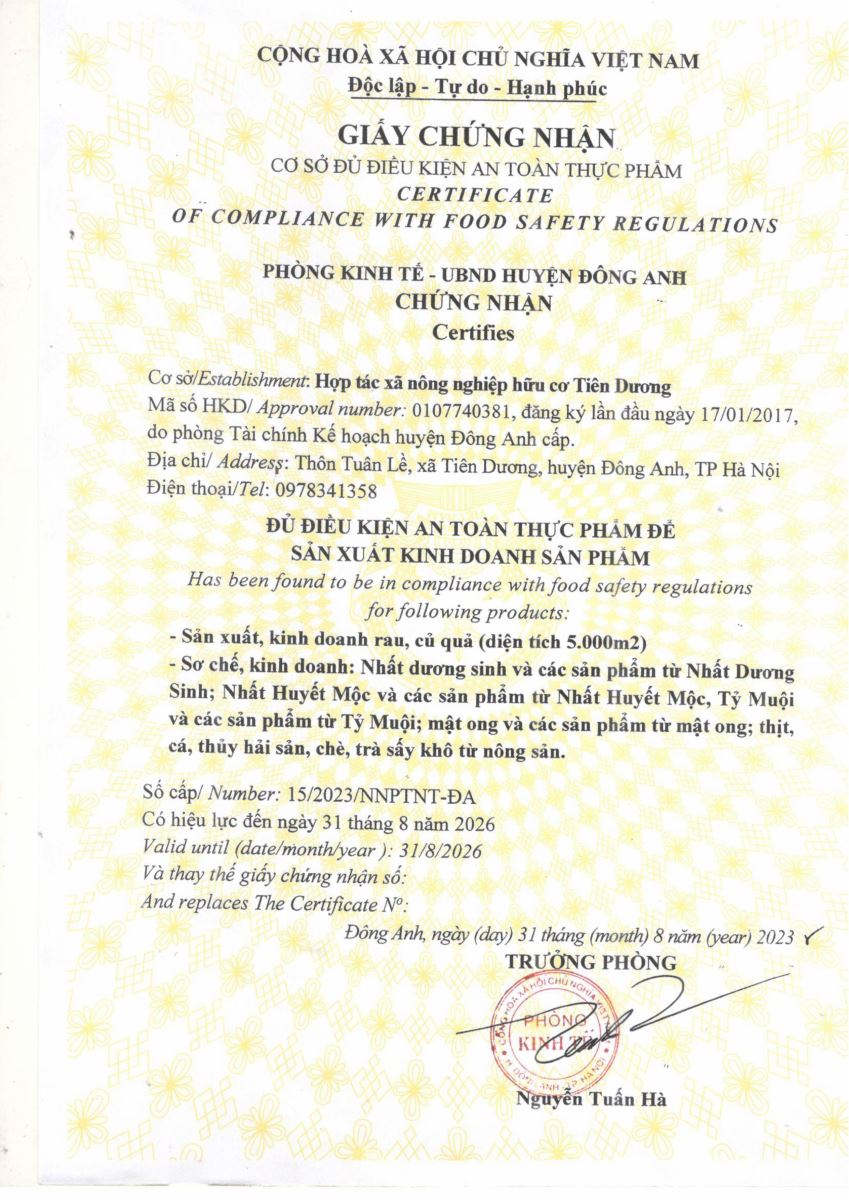 CỘNG HOÀ XÃ HỘI CHỦ NGHĨA VIỆT NAM
Độc lập - Tự do - Hạnh phúc
GIẤY CHỨNG NHẬN
CƠ SỞ ĐỦ ĐIỀU KIỆN AN TOÀN THỰC PHẨM
CERTIFICATE
OF COMPLIANCE WITH FOOD SAFETY REGULATIONS
PHÒNG KINH TẾ - UBND HUYỆN ĐÔNG ANH
CHỨNG NHẬN
Certifies
Cơ sở/Establishment: Hợp tác xã nông nghiệp hữu cơ Tiên Dương
Mã số HKD/ Approval number: 0107740381, đăng ký lần đầu ngày 17/01/2017,
do phòng Tài chính Kế hoạch huyện Đông Anh cấp.
Địa chỉ/ Address: Thôn Tuân Lề, xã Tiên Dương, huyện Đông Anh, TP Hà Nội
Điện thoại/Tel: 0978341358
ĐỦ ĐIỀU KIỆN AN TOÀN THỰC PHẨM ĐỂ
SẢN XUẤT KINH DOANH SẢN PHẨM
Has been found to be in compliance with food safety regulations
for following products:
- Sản xuất, kinh doanh rau, củ quả (diện tích 5.000m2)
- Sơ chế, kinh doanh: Nhất dương sinh và các sản phẩm từ Nhất Dương
Sinh; Nhất Huyết Mộc và các sản phẩm từ Nhất Huyết Mộc, Tỷ Muội
và các sản phẩm từ Tỷ Muội; mật ong và các sản phẩm từ mật ong; thịt,
cá, thủy hải sản, chè, trà sấy khô từ nông sản.
Số cấp/ Number: 15/2023/NNPTNT-ĐA
Có hiệu lực đến ngày 31 tháng 8 năm 2026
Valid until (date/month/year ): 31/8/2026
Và thay thế giấy chứng nhận số:
And replaces The Certificate Nº:
Đông Anh, ngày (day) 31 tháng (month) 8 năm (year) 2023
TRƯỞNG PHÒNG
CỘNG HOÀ XÃ HỘI CHỦ NGHĨA VIỆT
PHÒNG
KINH TẾ
H. ĐÔNG ANH - TP HÀ NỘI
Nguyễn Tuấn Hà